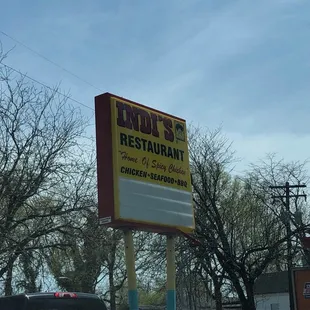 INDI'S
RESTAURANT
"Home Of Spicy Chicken"
CHICKEN•SEAFOOD•BBQ